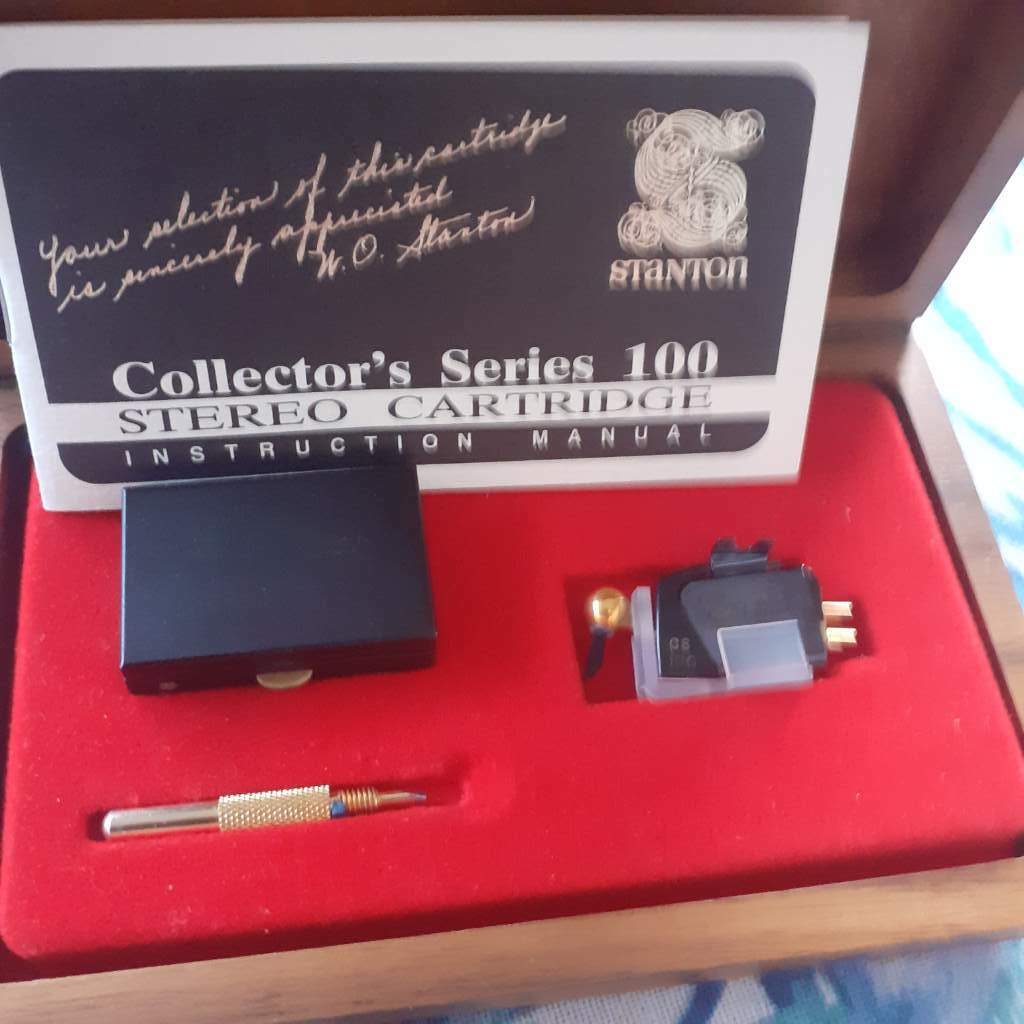 Your selection of this cartridge
is sincerely appreciated
W.O. Stanton
STANTON
Collector's Series 100
STEREO CARTRIDGE
INSTRUCTION MANUAL